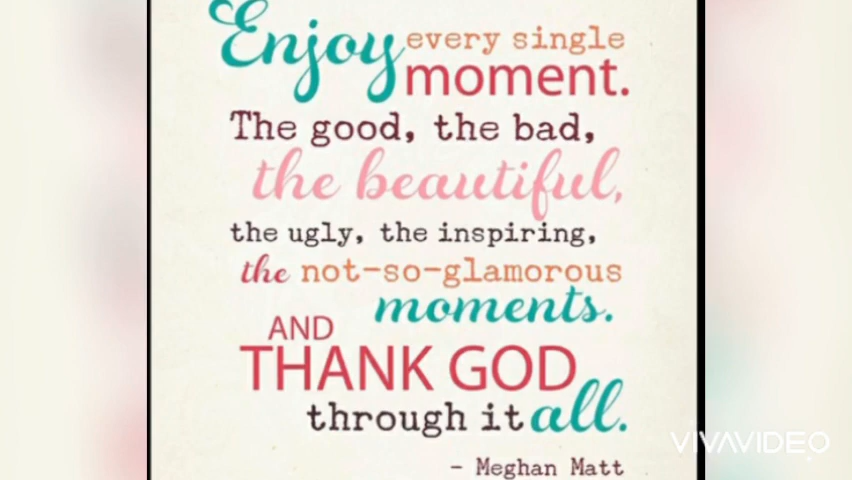 Enjoy every single
moment.
The good, the bad,
the beautiful,
the ugly, the inspiring,
the not-so-glamorous
moments.
AND
THANK GOD
through it all.
- Meghan Matt
VIVAVIDEO